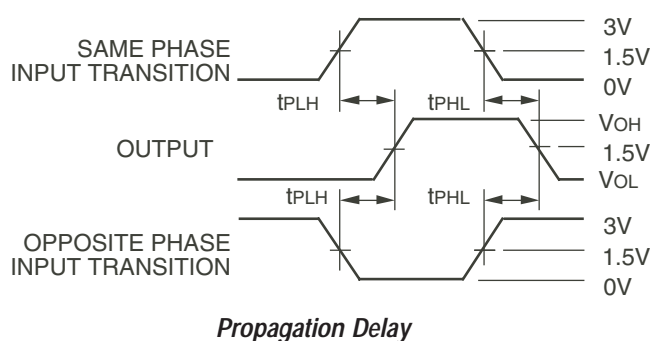 SAME PHASE
INPUT TRANSITION
3V
1.5V
0V
tPLH
tPHL
OUTPUT
VOH
1.5V
VOL
tPLH
tPHL
OPPOSITE PHASE
INPUT TRANSITION
3V
1.5V
0V
Propagation Delay